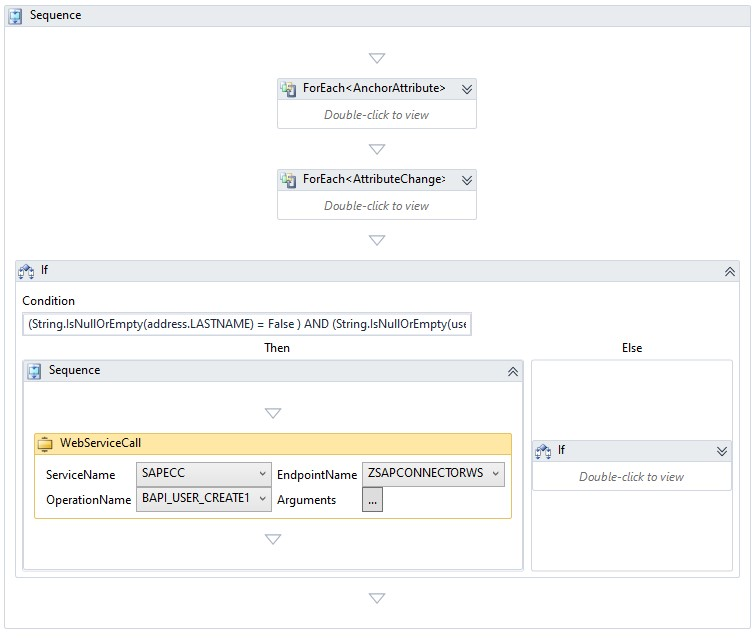 Sequence
ForEach<AnchorAttribute>
Double-click to view
ForEach<AttributeChange>
Double-click to view
If
Condition
(String.IsNullOrEmpty(address.LASTNAME) = False ) AND (String.IsNullOrEmpty(use
Then
Else
Sequence
WebServiceCall
ServiceName SAPECC EndpointName ZSAPCONNECTORWS
OperationName BAPI_USER_CREATE1 Arguments ...
If
Double-click to view